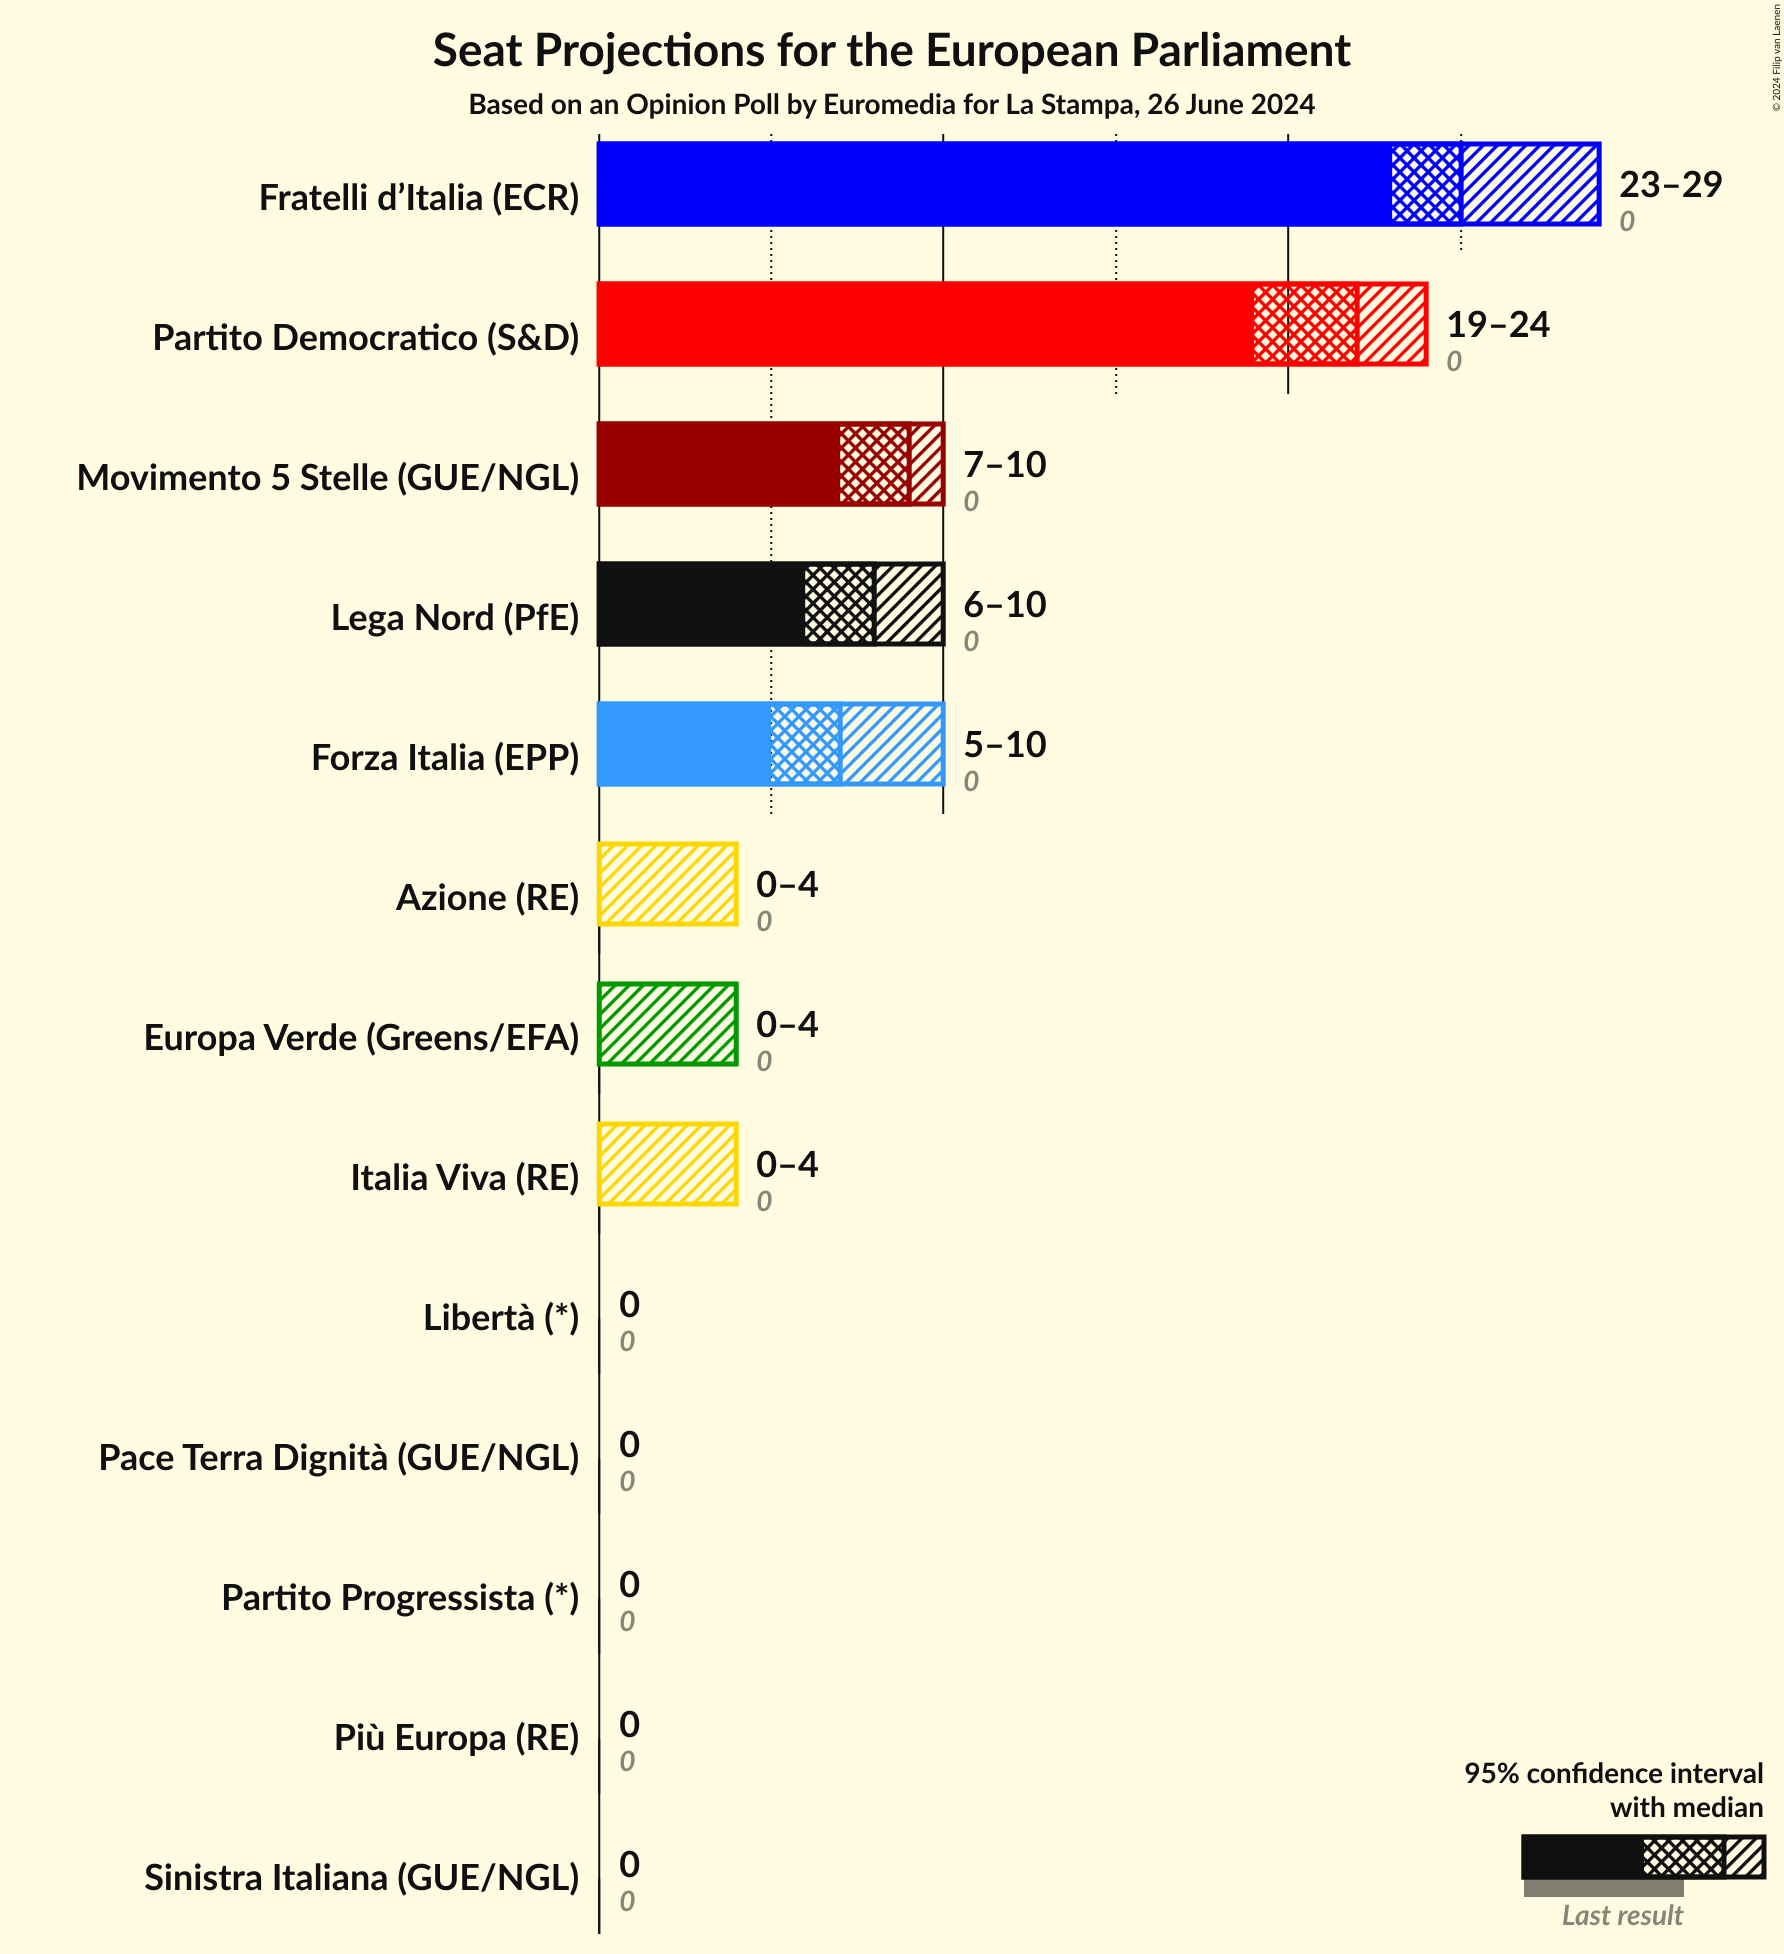 Seat Projections for the European Parliament
Based on an Opinion Poll by Euromedia for La Stampa, 26 June 2024
© 2024 Filip van Laenen
Fratelli d’Italia (ECR)
23–29
0
Partito Democratico (S&D)
19–24
0
Movimento 5 Stelle (GUE/NGL)
7–10
0
Lega Nord (PfE)
6–10
0
Forza Italia (EPP)
5–10
0
Azione (RE)
0–4
0
Europa Verde (Greens/EFA)
0–4
0
Italia Viva (RE)
0–4
0
Libertà (*)
0
0
Pace Terra Dignità (GUE/NGL)
0
0
Partito Progressista (*)
0
0
Più Europa (RE)
0
0
Sinistra Italiana (GUE/NGL)
0
0
95% confidence interval
with median
Last result